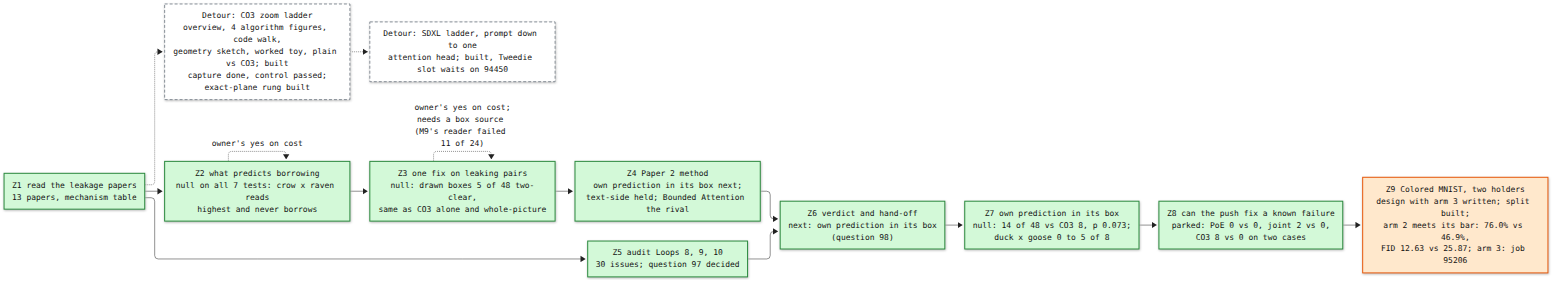 Detour: CO3 zoom ladder
overview, 4 algorithm figures,
code walk,
geometry sketch, worked toy, plain
vs CO3; built
capture done, control passed;
exact-plane rung built
Detour: SDXL ladder, prompt down
to one
attention head; built, Tweedie
slot waits on 94450
owner's yes on cost
owner's yes on cost;
needs a box source
(M9's reader failed
11 of 24)
Z1 read the leakage papers
13 papers, mechanism table
Z2 what predicts borrowing
null on all 7 tests: crow x raven
reads
highest and never borrows
Z3 one fix on leaking pairs
null: drawn boxes 5 of 48 two-
clear,
same as CO3 alone and whole-picture
Z4 Paper 2 method
own prediction in its box next;
text-side held; Bounded Attention
the rival
Z5 audit Loops 8, 9, 10
30 issues; question 97 decided
Z6 verdict and hand-off
next: own prediction in its box
(question 98)
Z7 own prediction in its box
null: 14 of 48 vs CO3 8, p 0.073;
duck x goose 0 to 5 of 8
Z8 can the push fix a known failure
parked: PoE 0 vs 0, joint 2 vs 0,
CO3 8 vs 0 on two cases
Z9 Colored MNIST, two holders
design with arm 3 written; split
built;
arm 2 meets its bar: 76.0% vs
46.9%,
FID 12.63 vs 25.87; arm 3: job
95206